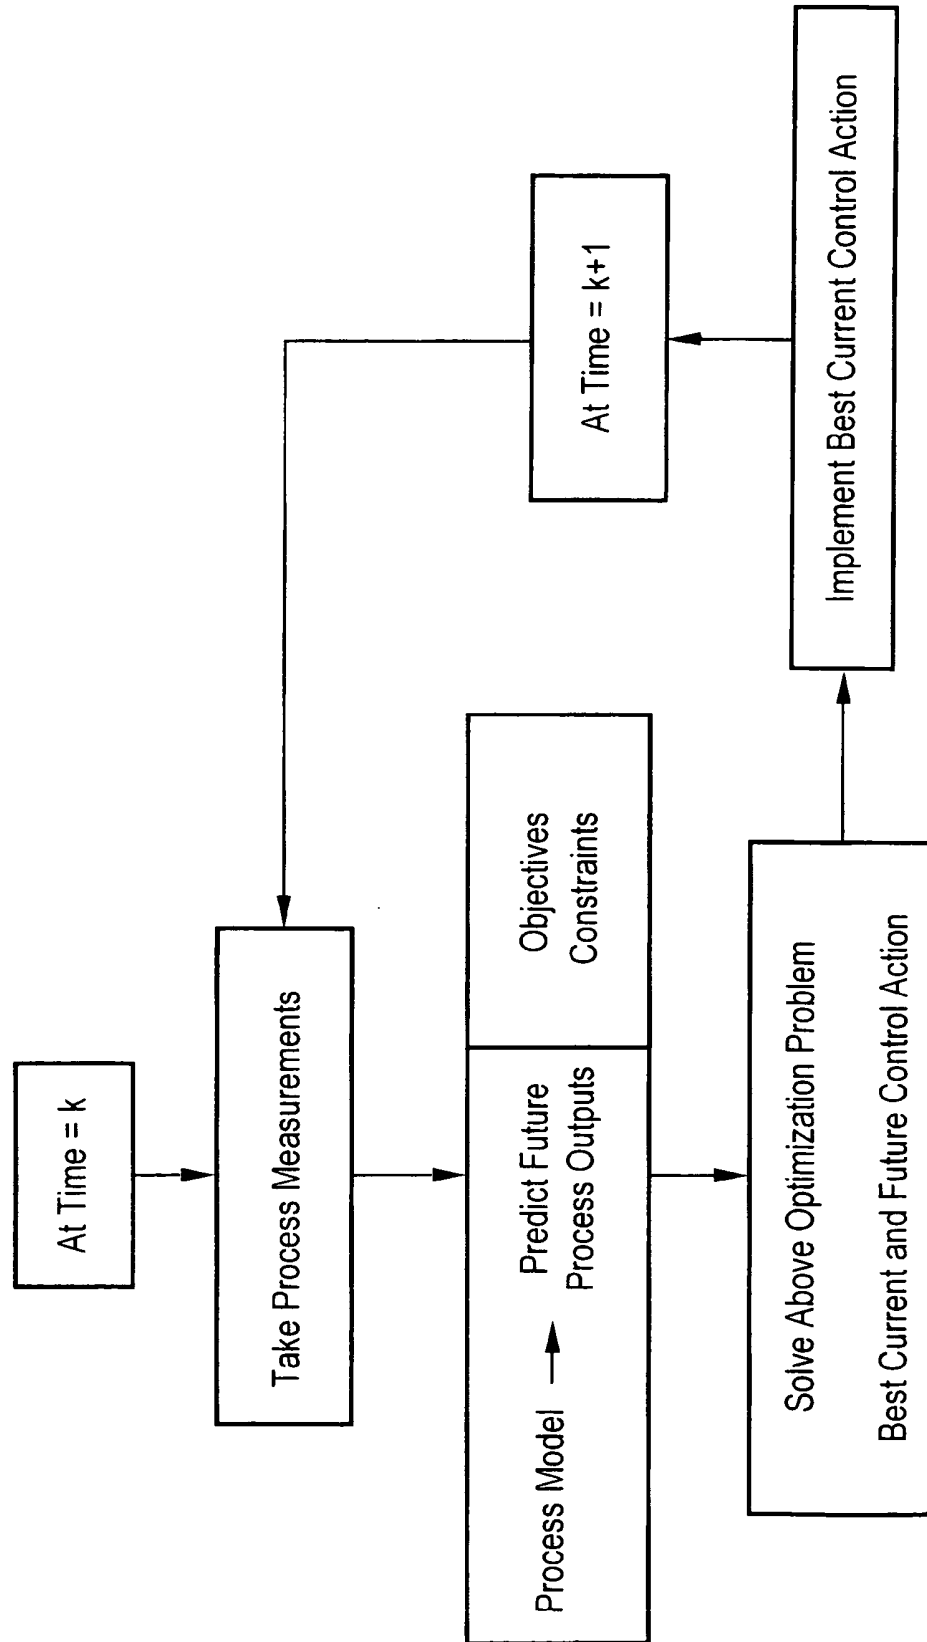 At Time = k
Take Process Measurements
Process Model
Predict Future
Process Outputs
Objectives
Constraints
Solve Above Optimization Problem
Best Current and Future Control Action
Implement Best Current Control Action
At Time = k+1